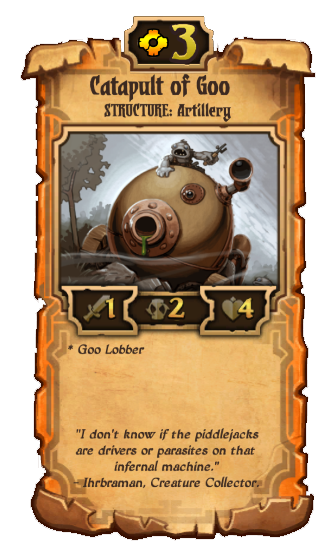 3
Catapult of Goo
STRUCTURE: Artillery
1 2 4
* Goo Lobber
"I don't know if the piddlejacks
are drivers or parasites on that
infernal machine."
- Ihrbraman, Creature Collector.